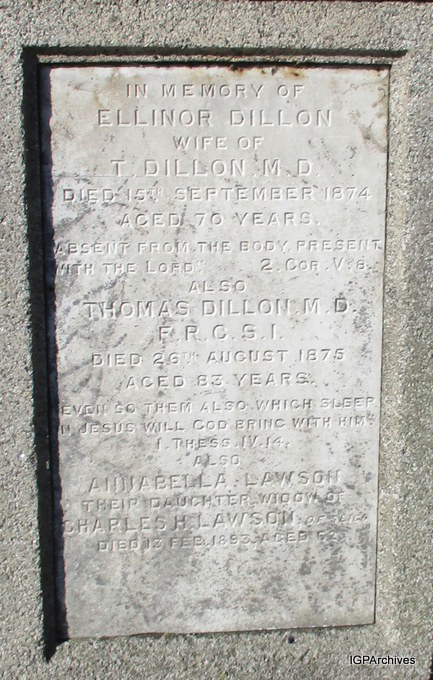 IN MEMORY OF
ELLINOR DILLON
WIFE OF
T. DILLON. M.D.
DIED 15TH SEPTEMBER 1874
AGED 70 YEARS.
ABSENT FROM THE BODY, PRESENT
WITH THE LORD." 2. COR. V. 8.
ALSO
THOMAS DILLON. M.D.
F.R.C.S.I.
DIED 26TH AUGUST 1875
AGED 83 YEARS.
EVEN SO THEM ALSO WHICH SLEEP
IN JESUS WILL GOD BRING WITH HIM.
1. THESS. IV. 14.
ALSO
ANNABELLA LAWSON
THEIR DAUGHTER, WIDOW OF
CHARLES H. LAWSON, OF
DIED 13 FEB. 1893. AGED
IGPArchives